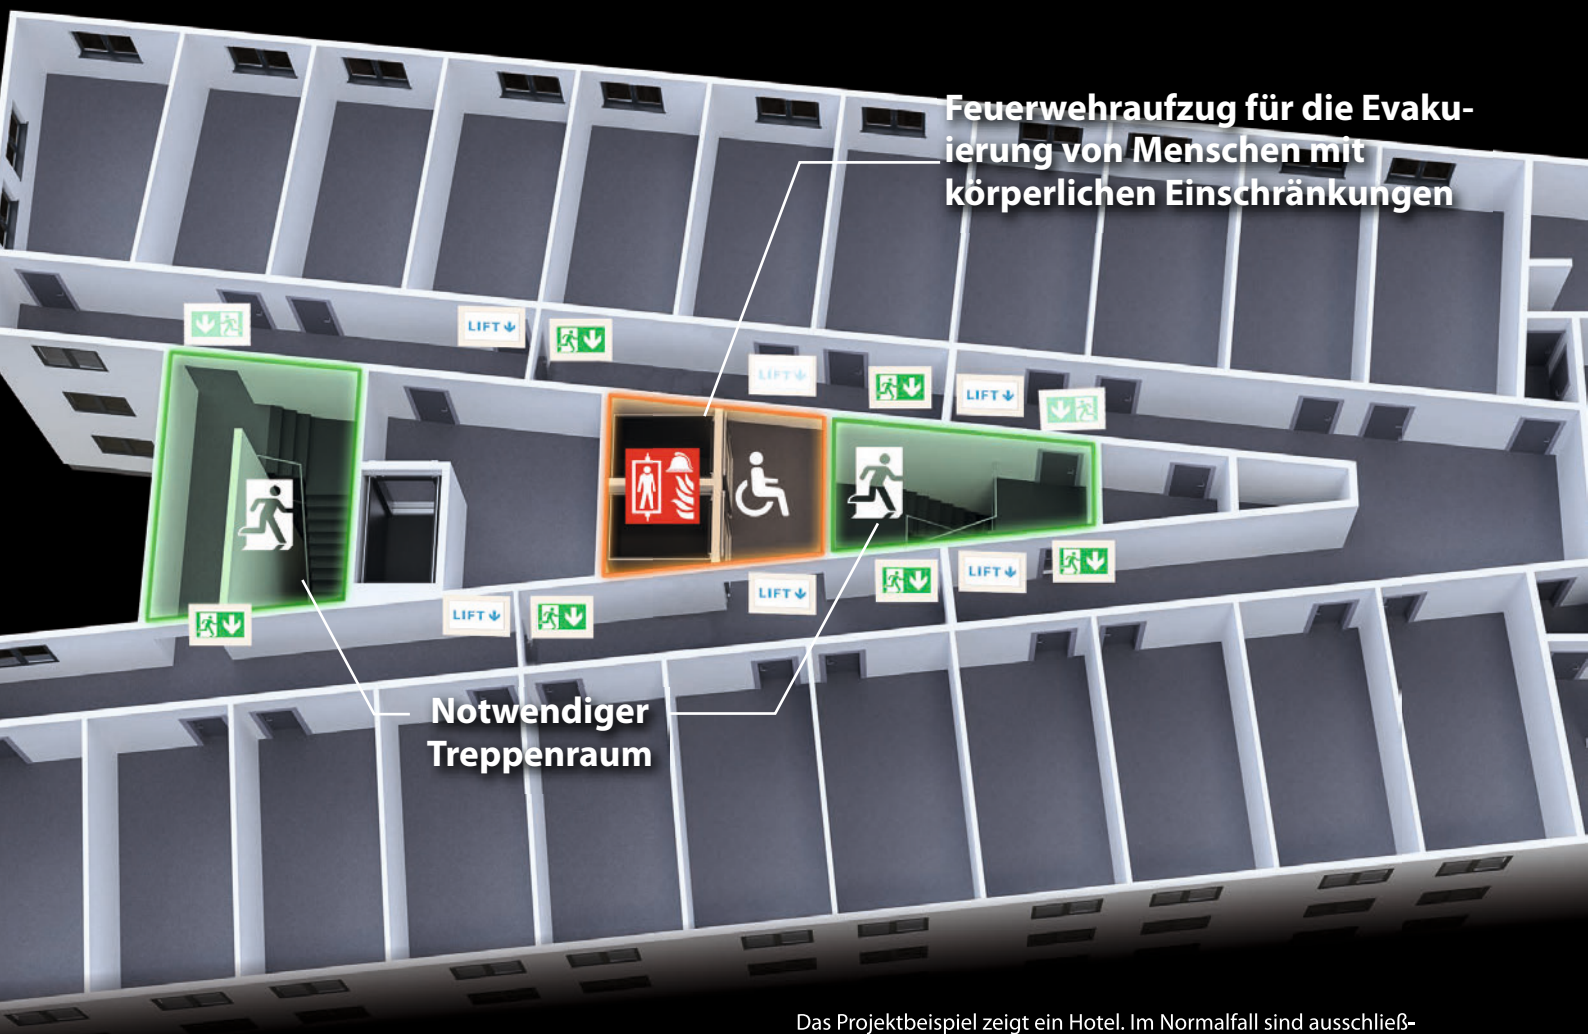 Feuerwehraufzug für die Evaku-
ierung von Menschen mit
körperlichen Einschränkungen
LIFT
LIFT
LIFT
LIFT
LIFT
LIFT
Notwendiger
Treppenraum
Das Projektbeispiel zeigt ein Hotel. Im Normalfall sind ausschließ-